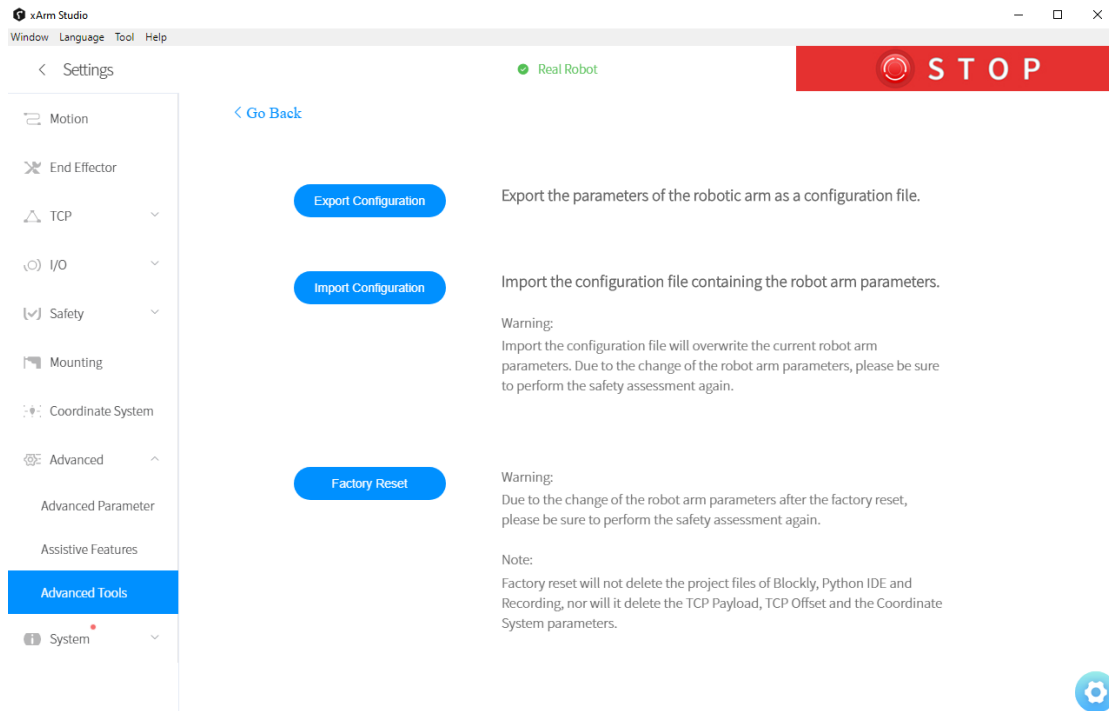 xArm Studio
Window Language Tool Help
Settings
Real Robot
STOP
Motion
End Effector
TCP
I/O
Safety
Mounting
Coordinate System
Advanced
Advanced Parameter
Assistive Features
Advanced Tools
System
< Go Back
Export Configuration
Export the parameters of the robotic arm as a configuration file.
Import Configuration
Import the configuration file containing the robot arm parameters.
Warning:
Import the configuration file will overwrite the current robot arm
parameters. Due to the change of the robot arm parameters, please be sure
to perform the safety assessment again.
Factory Reset
Warning:
Due to the change of the robot arm parameters after the factory reset,
please be sure to perform the safety assessment again.
Note:
Factory reset will not delete the project files of Blockly, Python IDE and
Recording, nor will it delete the TCP Payload, TCP Offset and the Coordinate
System parameters.